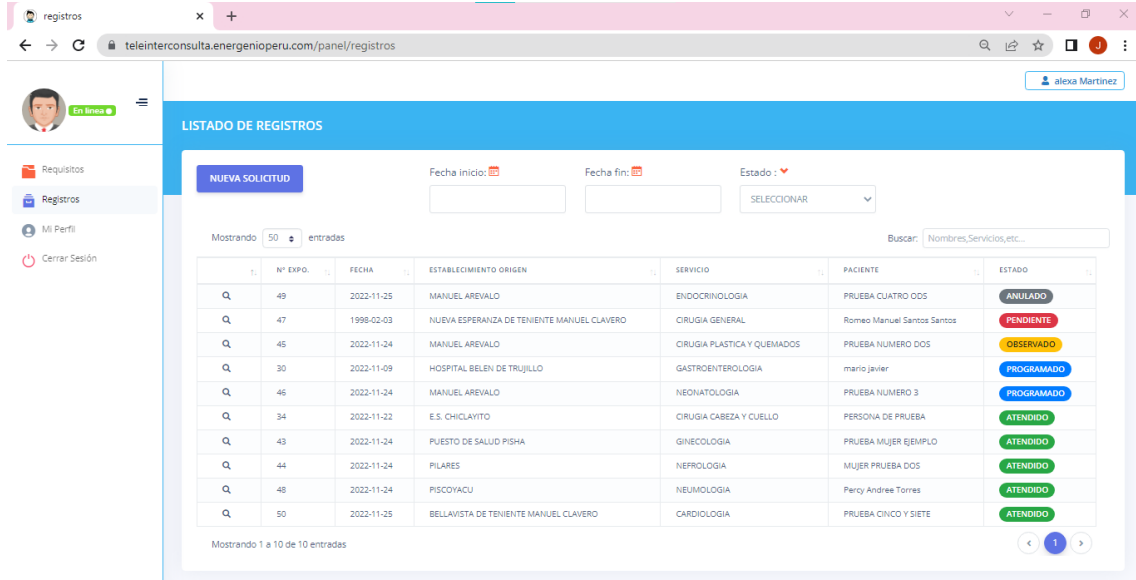 registros
teleinterconsulta.energenioperu.com/panel/registros
J
alexa Martinez
En linea
LISTADO DE REGISTROS
Requisitos
Registros
Mi Perfil
Cerrar Sesión
NUEVA SOLICITUD
Fecha inicio:
Fecha fin:
Estado :
SELECCIONAR
Mostrando 50 entradas
Buscar: Nombres,Servicios,etc...
N° EXPO. FECHA ESTABLECIMIENTO ORIGEN SERVICIO PACIENTE ESTADO
49 2022-11-25 MANUEL AREVALO ENDOCRINOLOGIA PRUEBA CUATRO ODS ANULADO
47 1998-02-03 NUEVA ESPERANZA DE TENIENTE MANUEL CLAVERO CIRUGIA GENERAL Romeo Manuel Santos Santos PENDIENTE
45 2022-11-24 MANUEL AREVALO CIRUGIA PLASTICA Y QUEMADOS PRUEBA NUMERO DOS OBSERVADO
30 2022-11-09 HOSPITAL BELEN DE TRUJILLO GASTROENTEROLOGIA mario javier PROGRAMADO
46 2022-11-24 MANUEL AREVALO NEONATOLOGIA PRUEBA NUMERO 3 PROGRAMADO
34 2022-11-22 E.S. CHICLAYITO CIRUGIA CABEZA Y CUELLO PERSONA DE PRUEBA ATENDIDO
43 2022-11-24 PUESTO DE SALUD PISHA GINECOLOGIA PRUEBA MUJER EJEMPLO ATENDIDO
44 2022-11-24 PILARES NEFROLOGIA MUJER PRUEBA DOS ATENDIDO
48 2022-11-24 PISCOYACU NEUMOLOGIA Percy Andree Torres ATENDIDO
50 2022-11-25 BELLAVISTA DE TENIENTE MANUEL CLAVERO CARDIOLOGIA PRUEBA CINCO Y SIETE ATENDIDO
Mostrando 1 a 10 de 10 entradas
1